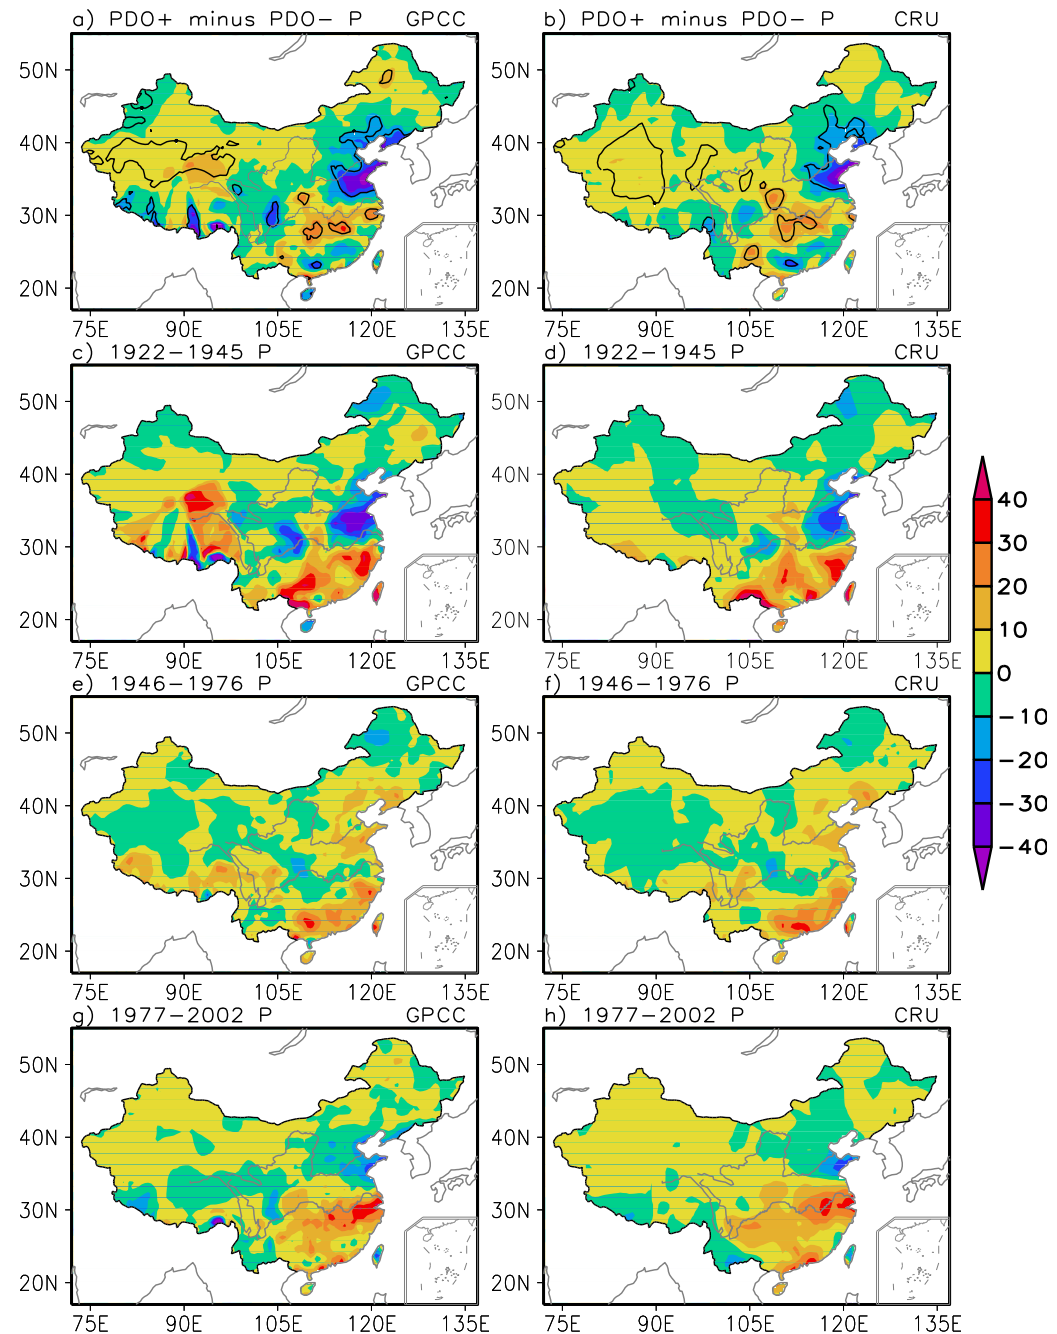 a) PDO+ minus PDO- P GPCC
b) PDO+ minus PDO- P CRU
50N
40N
30N
20N
75E 90E 105E 120E 135E
50N
40N
30N
20N
75E 90E 105E 120E 135E
c) 1922-1945 P GPCC
d) 1922-1945 P CRU
50N
40N
30N
20N
75E 90E 105E 120E 135E
50N
40N
30N
20N
75E 90E 105E 120E 135E
e) 1946-1976 P GPCC
f) 1946-1976 P CRU
50N
40N
30N
20N
75E 90E 105E 120E 135E
50N
40N
30N
20N
75E 90E 105E 120E 135E
g) 1977-2002 P GPCC
h) 1977-2002 P CRU
50N
40N
30N
20N
75E 90E 105E 120E 135E
50N
40N
30N
20N
75E 90E 105E 120E 135E
40
30
20
10
0
-10
-20
-30
-40